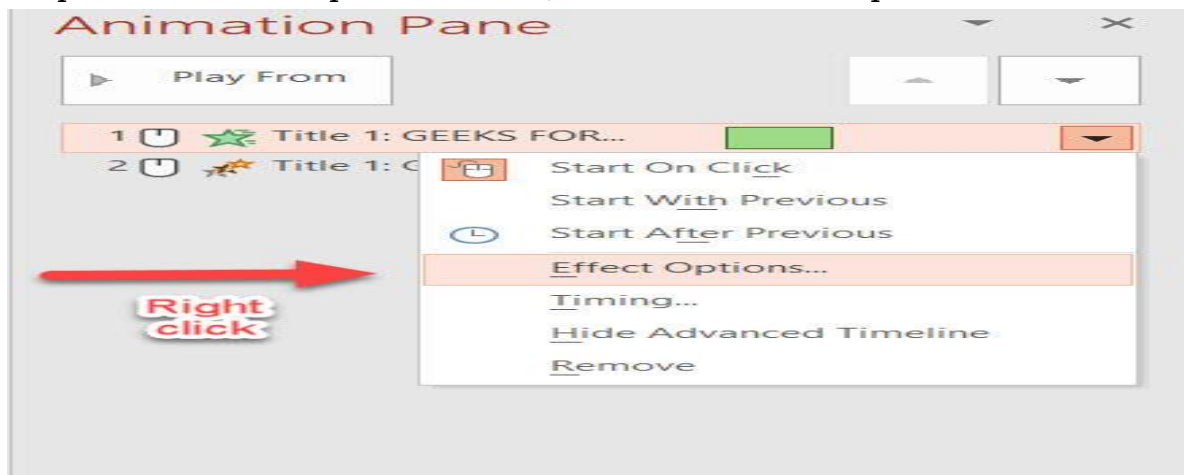 Animation Pane
Play From
1 Title 1: GEEKS FOR...
2 Title 1: G
Start On Click
Start With Previous
Start After Previous
Effect Options...
Timing...
Hide Advanced Timeline
Remove
Right
click